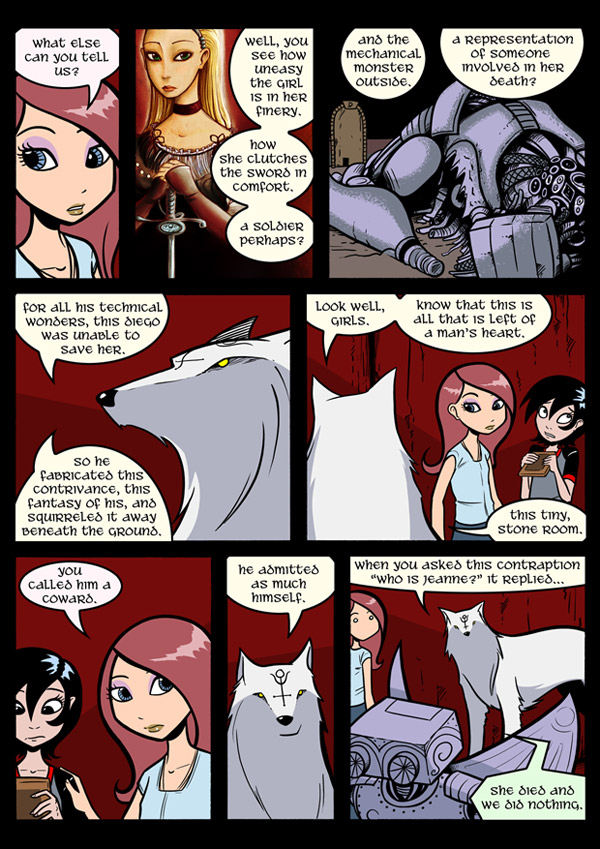 what else
can you tell
us?
well, you
see how
uneasy
the girl
is in her
finery.
how
she clutches
the sword in
comfort.
a soldier
perhaps?
and the
mechanical
monster
outside.
a representation
of someone
involved in her
death?
for all his technical
wonders, this diego
was unable to
save her.
so he
fabricated this
contrivance, this
fantasy of his, and
squirreled it away
beneath the ground.
look well,
girls.
know that this is
all that is left of
a man's heart.
this tiny,
stone room.
you
called him a
coward.
he admitted
as much
himself.
when you asked this contraption
"who is jeanne?" it replied...
she died and
we did nothing.